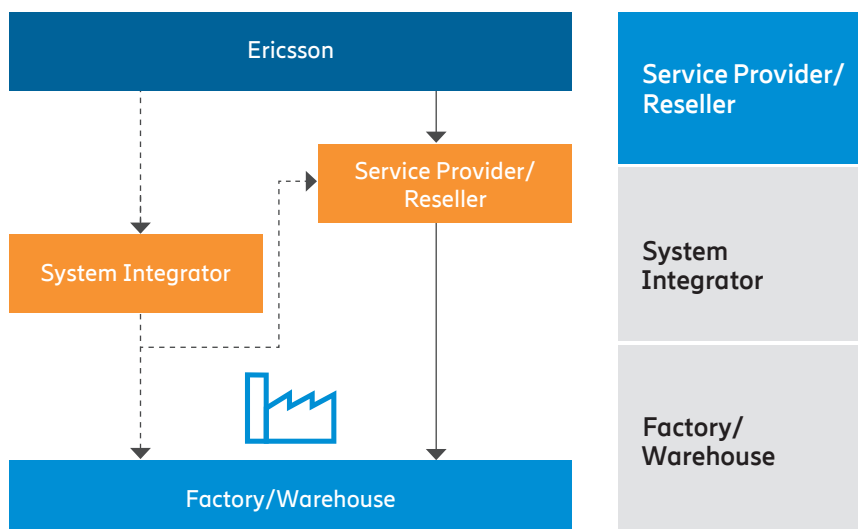 Ericsson
Service Provider/
Reseller
System Integrator
Factory/Warehouse
Service Provider/
Reseller
System
Integrator
Factory/
Warehouse